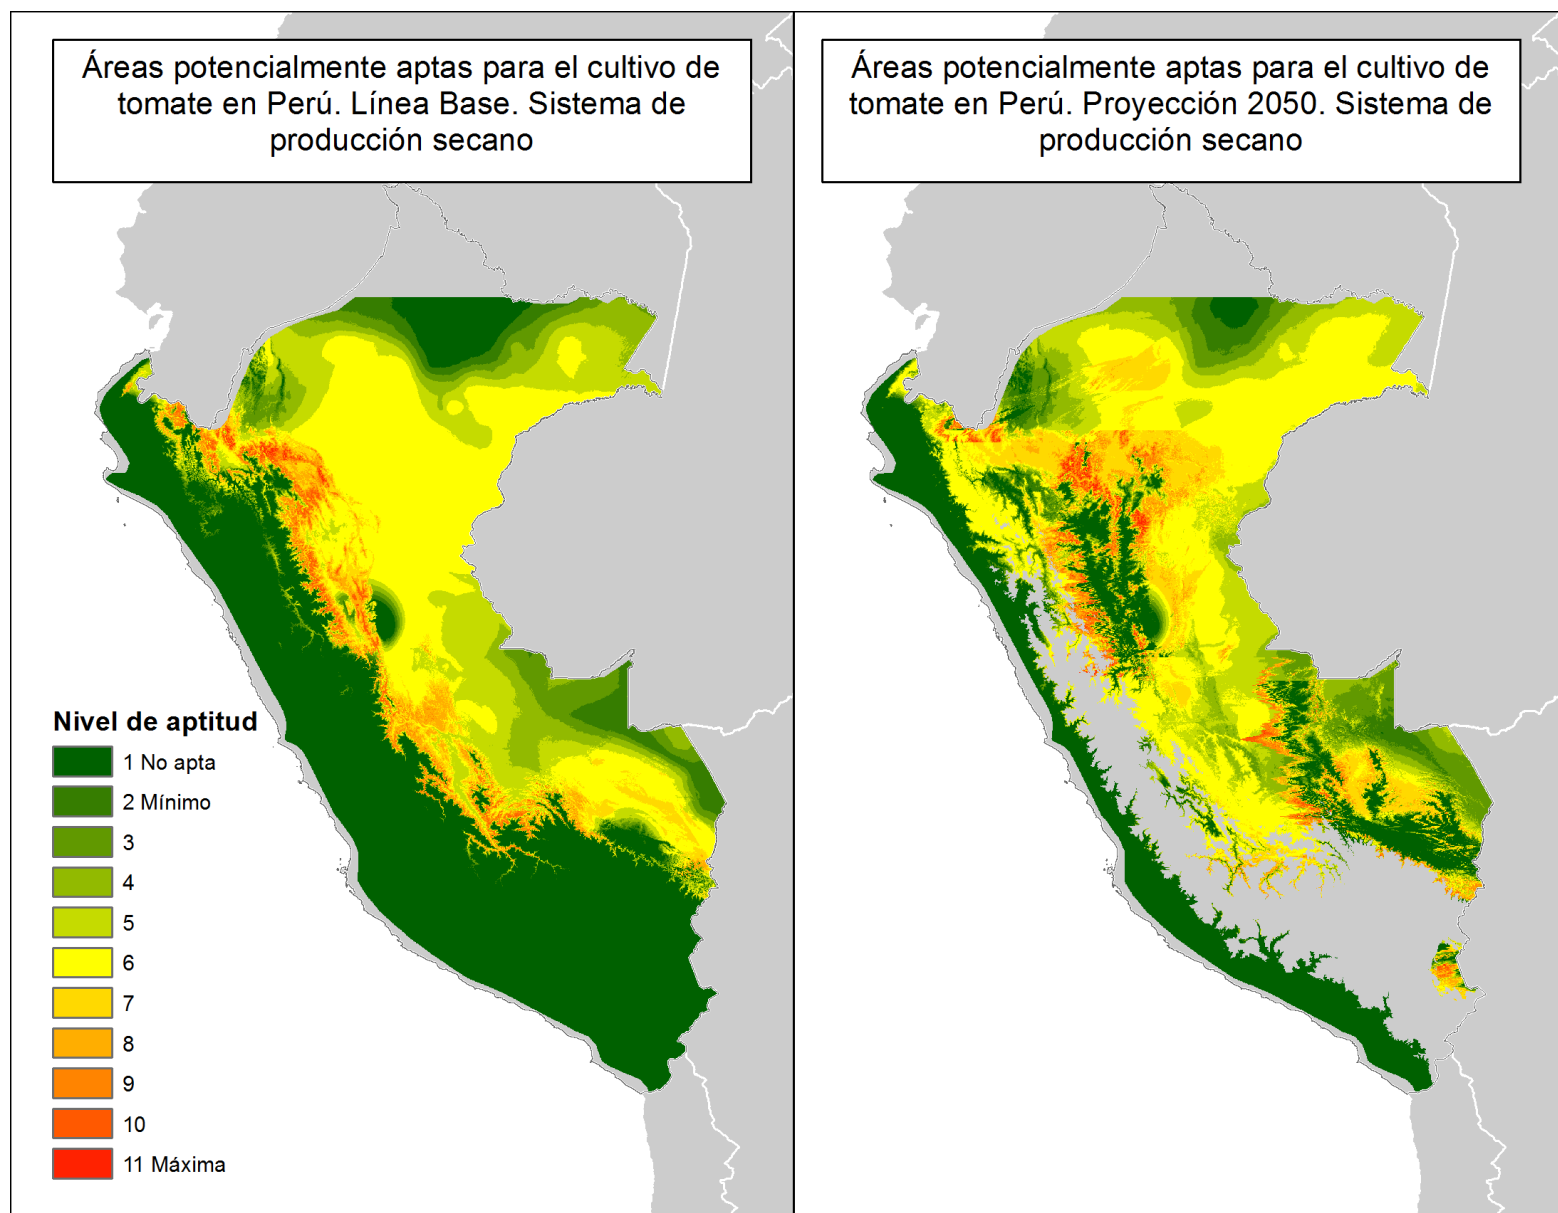 Áreas potencialmente aptas para el cultivo de
tomate en Perú. Línea Base. Sistema de
producción secano
Áreas potencialmente aptas para el cultivo de
tomate en Perú. Proyección 2050. Sistema de
producción secano
Nivel de aptitud
1 No apta
2 Mínimo
3
4
5
6
7
8
9
10
11 Máxima